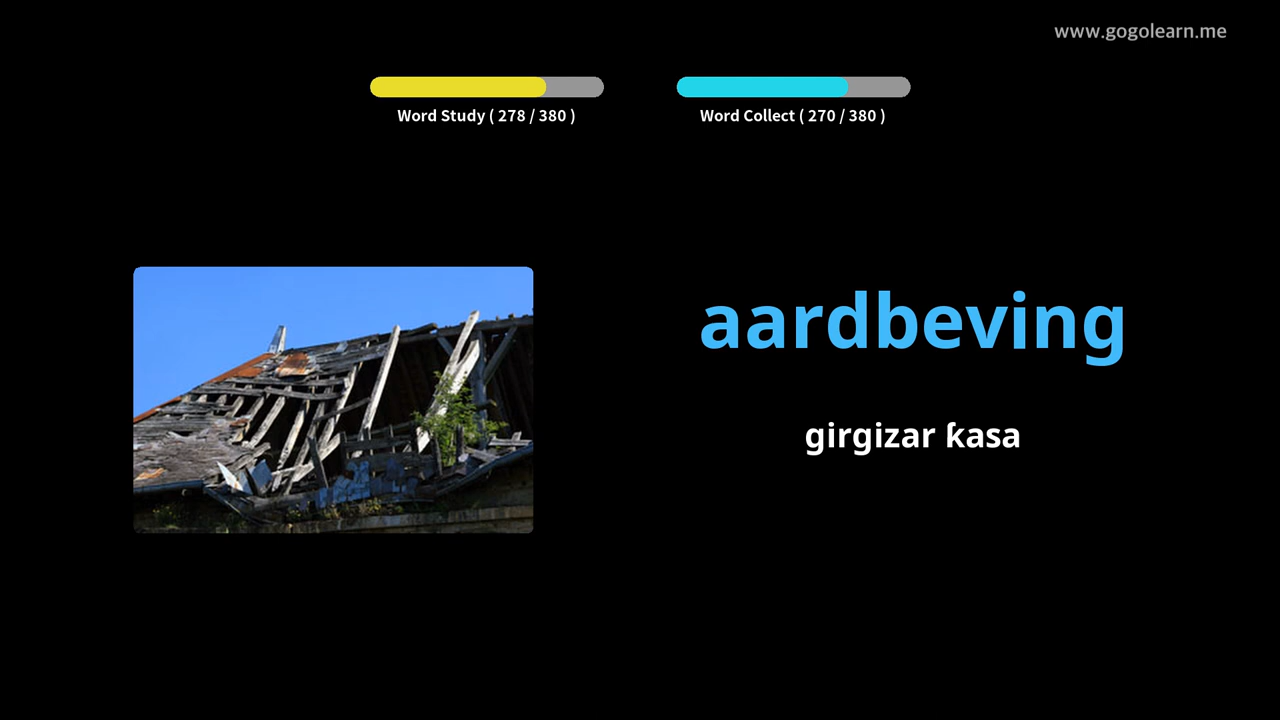 www.gogolearn.me
Word Study ( 278 / 380 )
Word Collect ( 270 / 380 )
aardbeving
girgizar ƙasa